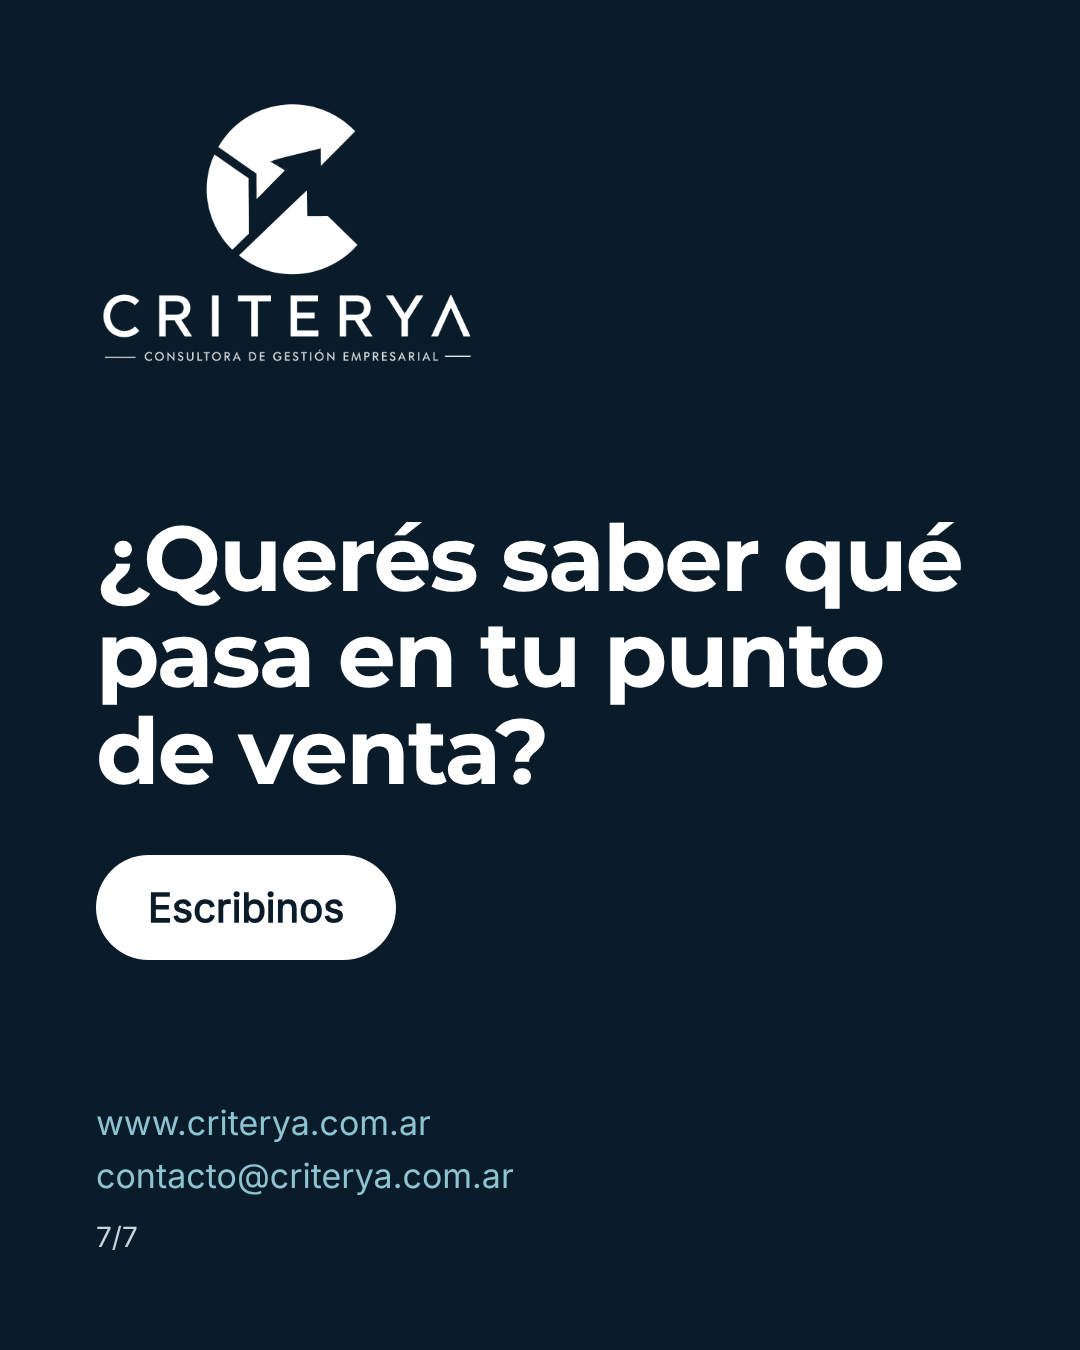 CRITERYA
CONSULTORA DE GESTIÓN EMPRESARIAL
¿Querés saber qué
pasa en tu punto
de venta?
Escribinos
www.criterya.com.ar
contacto@criterya.com.ar
7/7